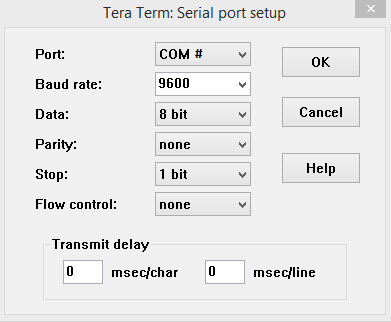 Tera Term: Serial port setup
Port: COM # OK
Baud rate: 9600
Data: 8 bit Cancel
Parity: none
Stop: 1 bit Help
Flow control: none
Transmit delay
0 msec/char 0 msec/line